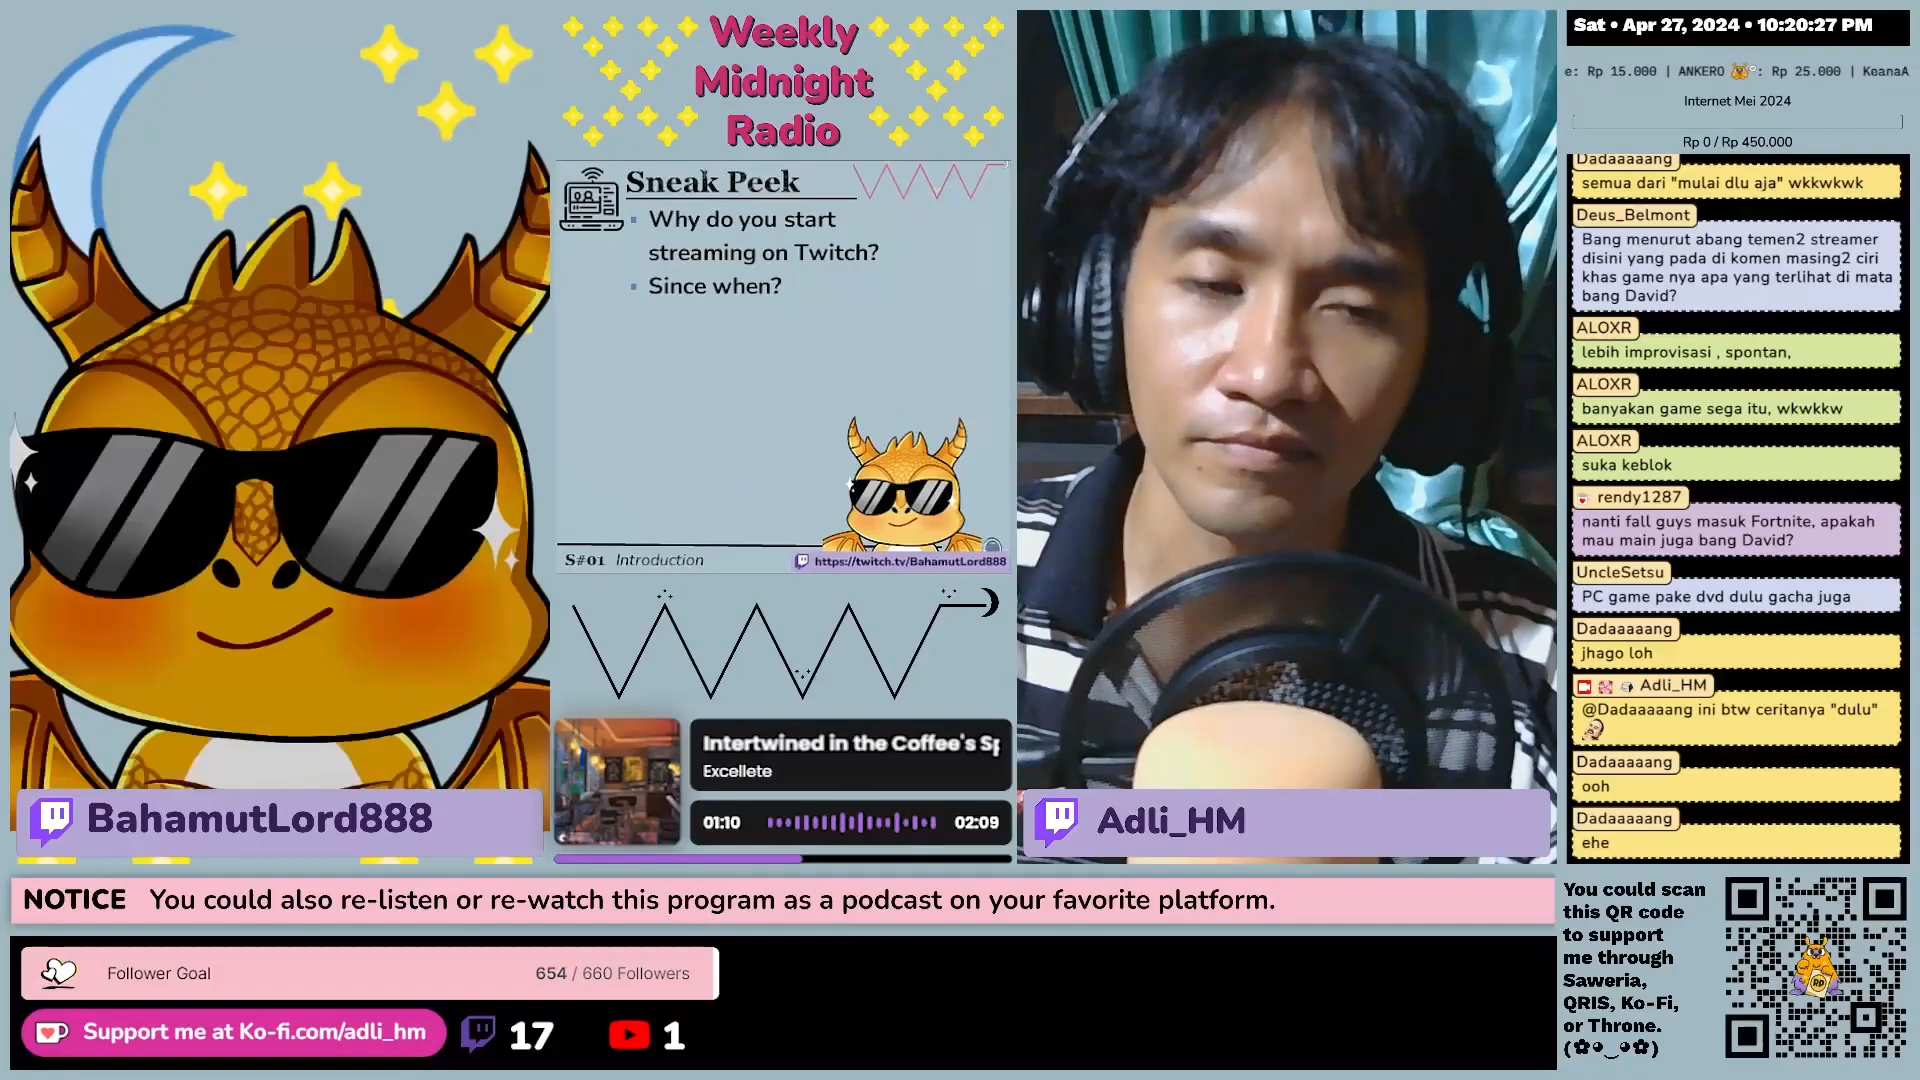 Weekly
Midnight
Radio
Sneak Peek
Why do you start
streaming on Twitch?
Since when?
S#01 Introduction
https://twitch.tv/BahamutLord888
Intertwined in the Coffee's Sp
Excellete
01:10
02:09
BahamutLord888
Adli_HM
Sat • Apr 27, 2024 • 10:20:27 PM
e: Rp 15.000 | ANKERO : Rp 25.000 | KeanaA
Internet Mei 2024
Rp 0 / Rp 450.000
Dadaaaaang
semua dari "mulai dlu aja" wkkwkwk
Deus_Belmont
Bang menurut abang temen2 streamer
disini yang pada di komen masing2 ciri
khas game nya apa yang terlihat di mata
bang David?
ALOXR
lebih improvisasi , spontan,
ALOXR
banyakan game sega itu, wkwkkw
ALOXR
suka keblok
rendy1287
nanti fall guys masuk Fortnite, apakah
mau main juga bang David?
UncleSetsu
PC game pake dvd dulu gacha juga
Dadaaaaang
jhago loh
Adli_HM
@Dadaaaaang ini btw ceritanya "dulu"
Dadaaaaang
ooh
Dadaaaaang
ehe
NOTICE You could also re-listen or re-watch this program as a podcast on your favorite platform.
Follower Goal
654 / 660 Followers
Support me at Ko-fi.com/adli_hm
17
1
You could scan
this QR code
to support
me through
Saweria,
QRIS, Ko-Fi,
or Throne.
(✿◕‿◕✿)
RP